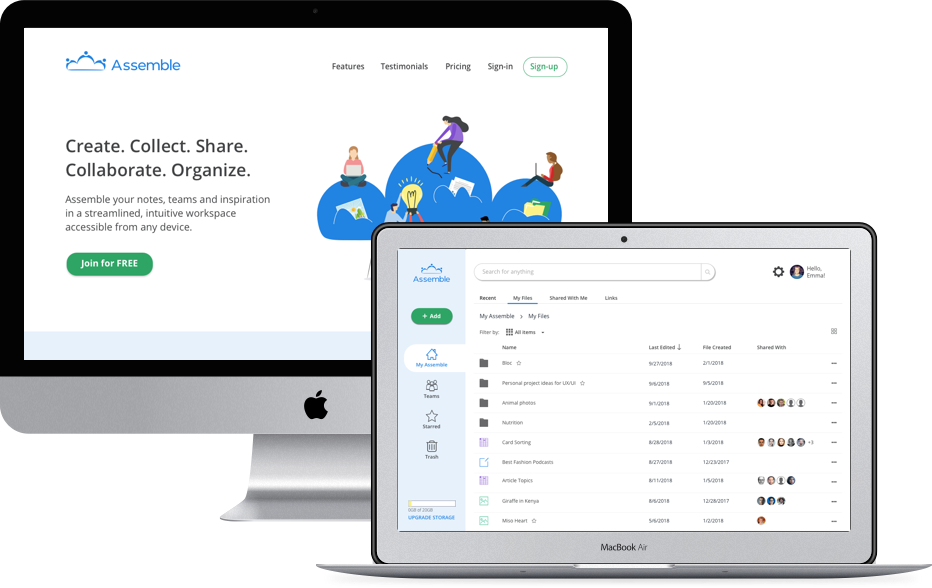 Assemble
Features Testimonials Pricing Sign-in Sign-up
Create. Collect. Share.
Collaborate. Organize.
Assemble your notes, teams and inspiration
in a streamlined, intuitive workspace
accessible from any device.
Join for FREE
Assemble
Search for anything
Hello,
Emma!
+ Add
My Assemble
Teams
Starred
Trash
6GB of 20GB
UPGRADE STORAGE
Recent My Files Shared With Me Links
My Assemble > My Files
Filter by: All items
Name Last Edited ↓ File Created Shared With
Bloc 9/27/2018 2/1/2018
Personal project ideas for UX/UI 9/6/2018 9/5/2018
Animal photos 9/1/2018 1/20/2018
Nutrition 2/5/2018 1/20/2018
Card Sorting 8/28/2018 1/3/2018 +3
Best Fashion Podcasts 8/27/2018 12/23/2017
Article Topics 8/11/2018 1/5/2018
Giraffe in Kenya 8/6/2018 12/28/2017
Miso Heart 5/6/2018 1/2/2018
MacBook Air